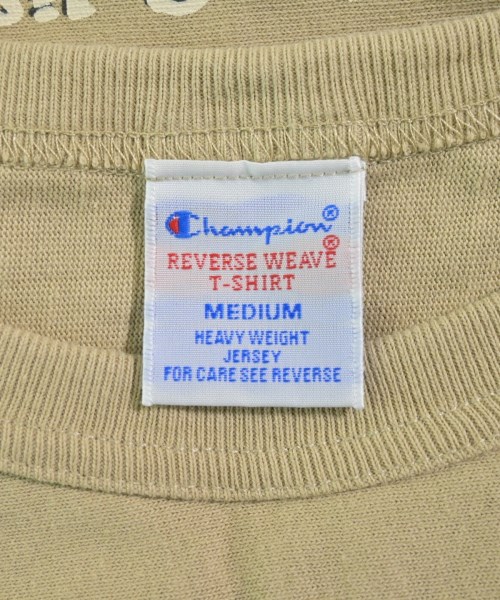 Champion®
REVERSE WEAVE®
T-SHIRT
MEDIUM
HEAVY WEIGHT
JERSEY
FOR CARE SEE REVERSE